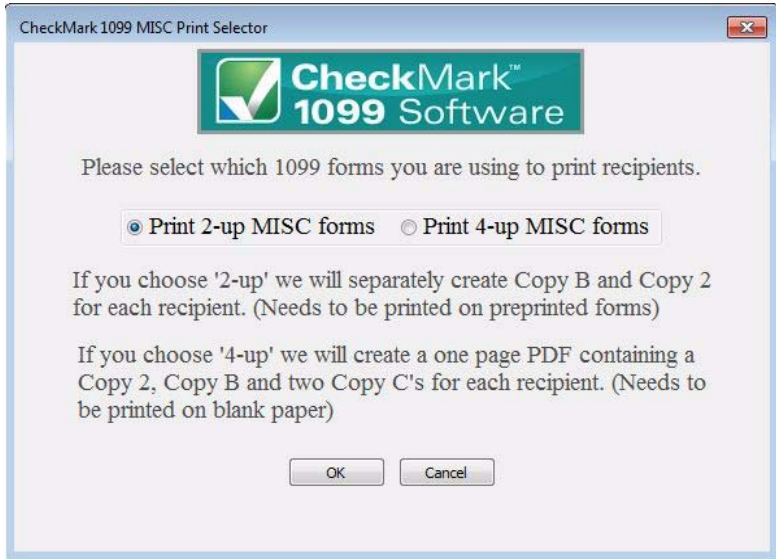 CheckMark 1099 MISC Print Selector
CheckMark™
1099 Software
Please select which 1099 forms you are using to print recipients.
Print 2-up MISC forms Print 4-up MISC forms
If you choose '2-up' we will separately create Copy B and Copy 2
for each recipient. (Needs to be printed on preprinted forms)
If you choose '4-up' we will create a one page PDF containing a
Copy 2, Copy B and two Copy C's for each recipient. (Needs to
be printed on blank paper)
OK Cancel